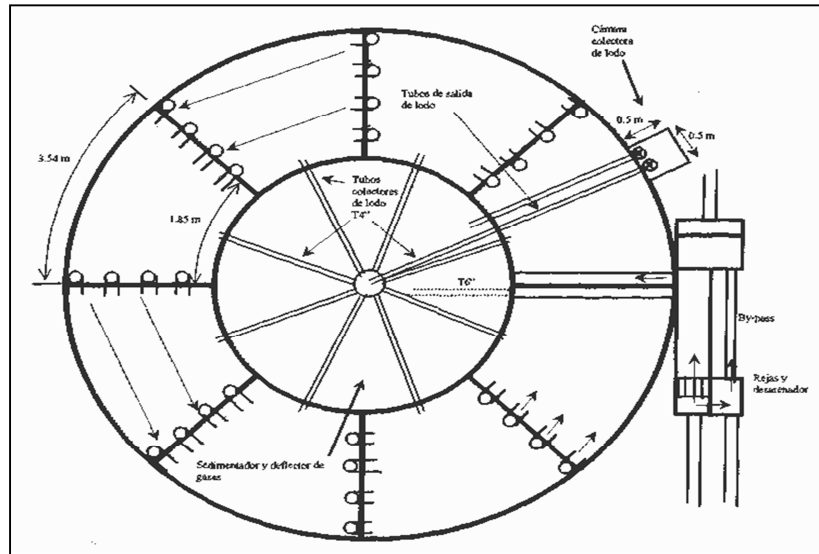 Cámara
colectora
de lodo
Tubos de salida
de lodo
0.5 m
0.5 m
3.54 m
Tubos
colectores
de lodo
T4"
1.85 m
T6"
By-pass
Rejas y
desarenador
Sedimentador y deflector de
gases